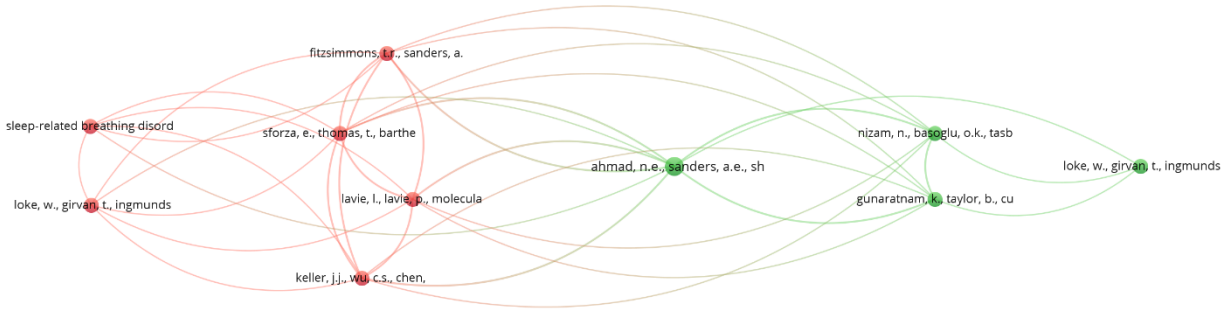 fitzsimmons, t.r., sanders, a.
sleep-related breathing disord
sforza, e., thomas, t., barthe
nizam, n., basoglu, o.k., tasb
ahmad, n.e., sanders, a.e., sh
loke, w., girvan, t., ingmunds
lavie, l., lavie, p., molecula
gunaratnam, k., taylor, b., cu
loke, w., girvan, t., ingmunds
keller, j.j., wu, c.s., chen,